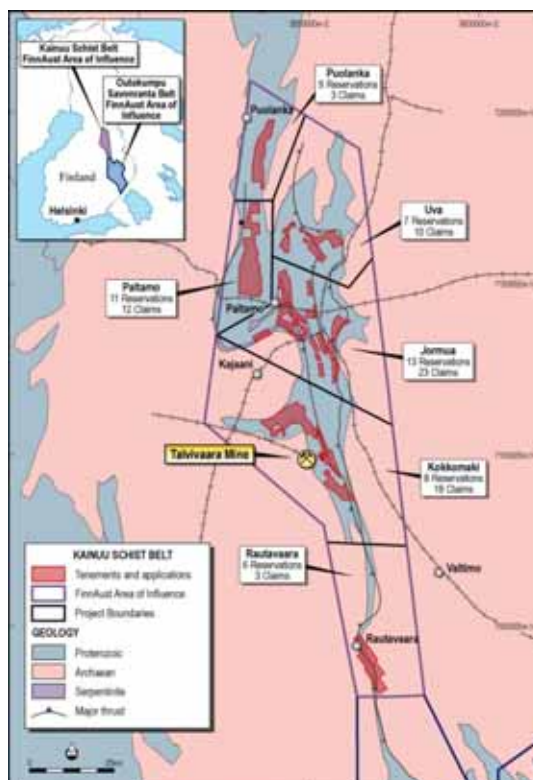 Kainuu Schist Belt
FinnAust Area of Influence
Outokumpu
Savonranta Belt
FinnAust Area of
Influence
Finland
Helsinki
Puolanka
5 Reservations
3 Claims
Puolanka
Uva
7 Reservations
10 Claims
Paltamo
11 Reservations
12 Claims
Paltamo
Jormua
13 Reservations
23 Claims
Kajaani
Talvivaara Mine
Kokkomaki
Reservations
Claims
Rautavaara
6 Reservations
3 Claims
Valtimo
Rautavaara
KAINUU SCHIST BELT
Tenements and applications
FinnAust Area of Influence
Project Boundaries
GEOLOGY
Proterozoic
Archaean
Serpentinite
Major thrust
0